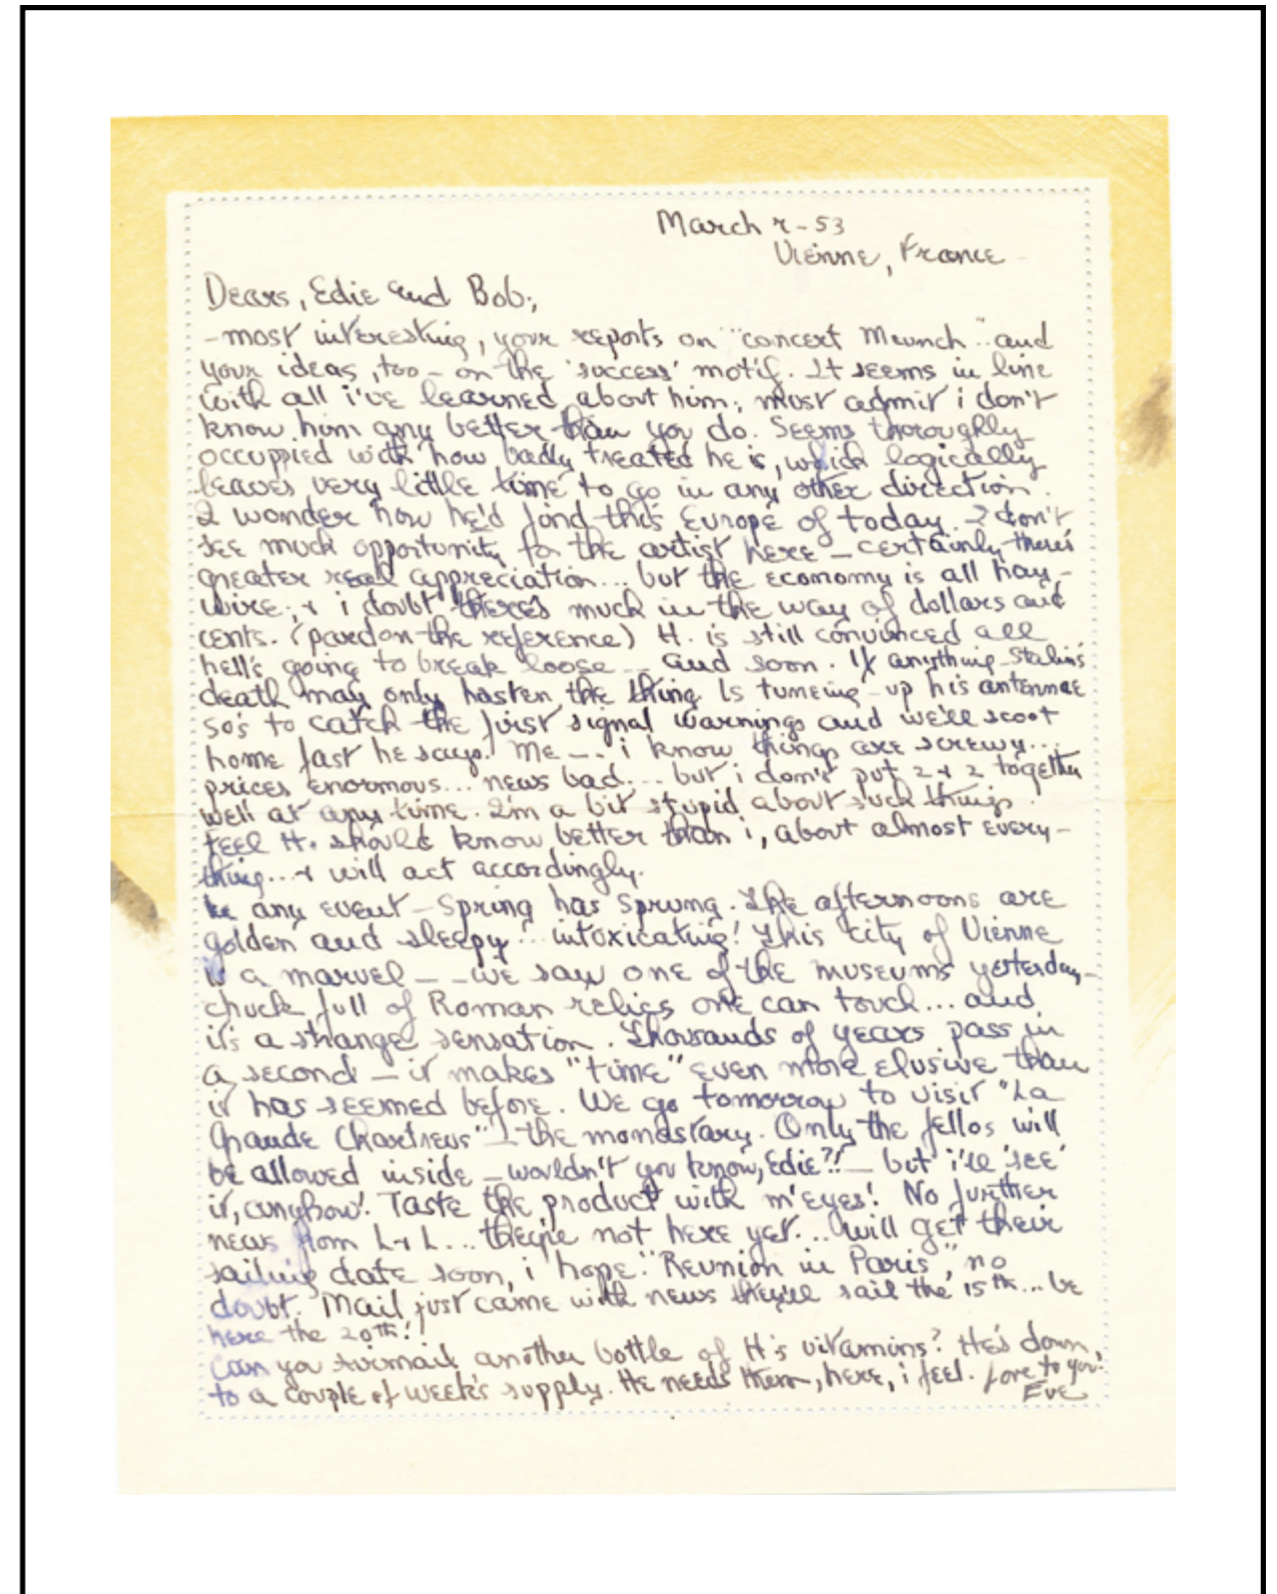 March 7-53
Vienne, France
Dears, Edie and Bob;
-most interesting, your reports on "concert Meunch" and
your ideas, too - on the 'success' motif. It seems in line
with all i've learned about him; must admit i don't
know him any better than you do. Seems thoroughly
occupied with how badly treated he is, which logically
leaves very little time to go in any other direction.
I wonder how he'd find this Europe of today. I don't
see much opportunity for the artist here - certainly there's
greater real appreciation... but the economy is all hay-
wire; + i doubt there's much in the way of dollars and
cents. (pardon the reference) H. is still convinced all
hell's going to break loose - and soon. If anything Stalin's
death may only hasten the thing Is tuneing up his antennae
so's to catch the first signal warnings and we'll scoot
home fast he says! Me -- i know things are screwy...
prices enormous... news bad... but i don't put 2 + 2 together
well at any time. I'm a bit stupid about such things.
Feel H. should know better than i, about almost every-
thing... + will act accordingly.
In any event - Spring has Sprung. The afternoons are
golden and sleepy... intoxicating! This city of Vienne
is a marvel -- we saw one of the museums yesterday-
chuck full of Roman relics one can touch... and
it's a strange sensation. Thousands of years pass in
a second - it makes "time" even more elusive than
it has seemed before. We go tomorrow to visit "La
Grande Chartreus" - the monastary. Only the fellos will
be allowed inside - wouldn't you know, Edie?! - but i'll 'see'
it, anyhow! Taste the product with m'eyes! No further
news from L + L... they're not here yet... will get their
sailing date soon, i hope. "Reunion in Paris", no
doubt. Mail just came with news they'll sail the 15th... be
here the 20th!!
Can you airmail another bottle of H's vitamins? He's down,
to a couple of week's supply. He needs them, here, i feel. Love to you!
Eve